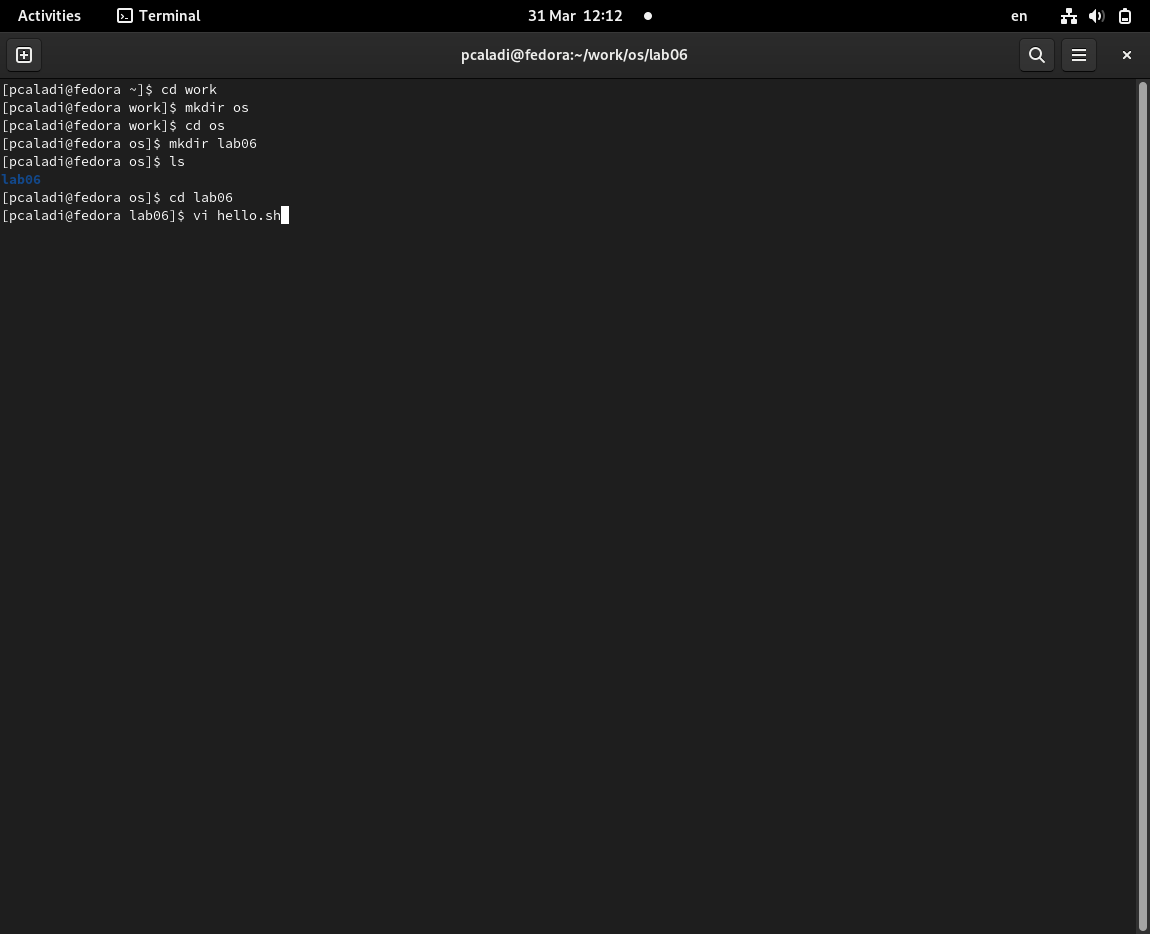 Activities Terminal 31 Mar 12:12 en
pcaladi@fedora:~/work/os/lab06
[pcaladi@fedora ~]$ cd work
[pcaladi@fedora work]$ mkdir os
[pcaladi@fedora work]$ cd os
[pcaladi@fedora os]$ mkdir lab06
[pcaladi@fedora os]$ ls
lab06
[pcaladi@fedora os]$ cd lab06
[pcaladi@fedora lab06]$ vi hello.sh